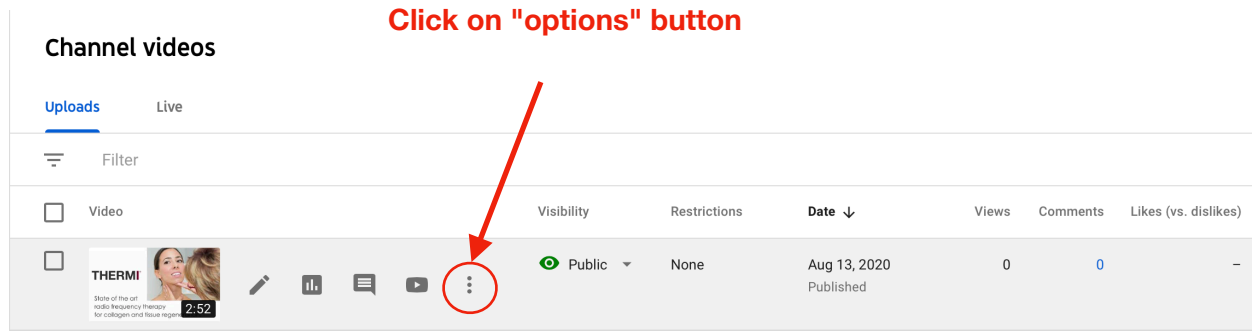 Click on "options" button
Channel videos
Uploads Live
Filter
Video Visibility Restrictions Date Views Comments Likes (vs. dislikes)
THERMI
State of the art
radio frequency therapy
for collagen and tissue regene
2:52
Public None Aug 13, 2020 0 0 –
Published